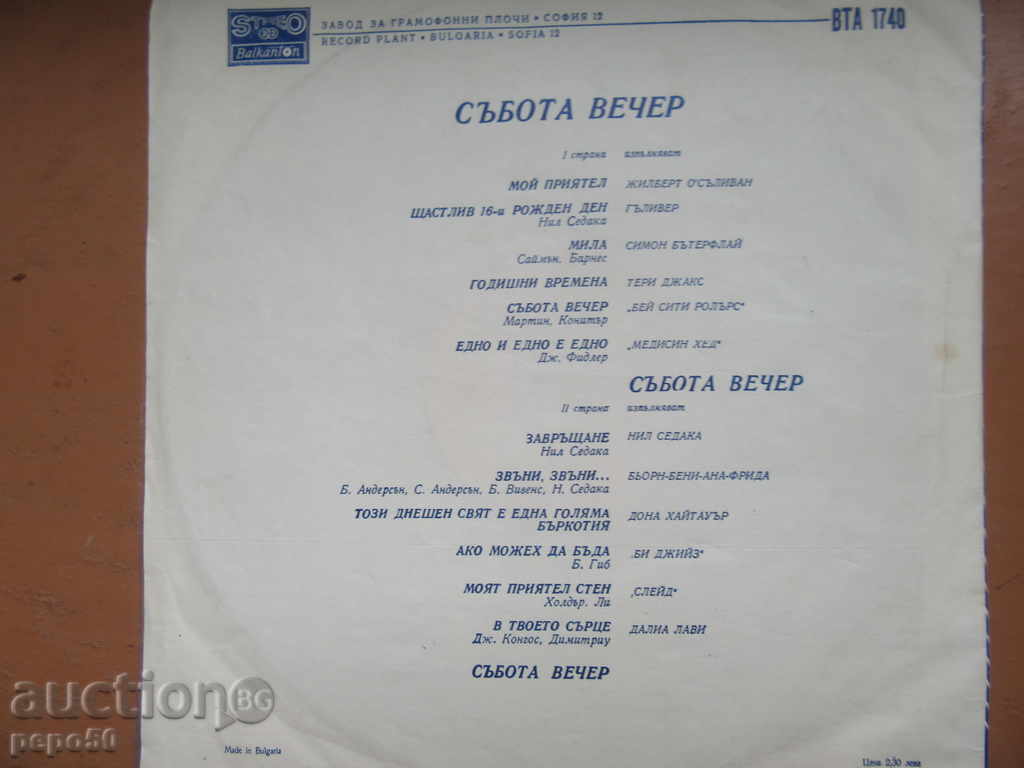 STEREO
Balkanton
ЗАВОД ЗА ГРАМОФОННИ ПЛОЧИ • СОФИЯ 12
RECORD PLANT • BULGARIA • SOFIA 12
ВТА 1740
СЪБОТА ВЕЧЕР
I страна изпълняват
МОЙ ПРИЯТЕЛ ЖИЛБЕРТ О'СЪЛИВАН
ЩАСТЛИВ 16-и РОЖДЕН ДЕН ГЪЛИВЕР
Нил Седака
МИЛА СИМОН БЪТЕРФЛАЙ
Саймън, Барнес
ГОДИШНИ ВРЕМЕНА ТЕРИ ДЖАКС
СЪБОТА ВЕЧЕР „БЕЙ СИТИ РОЛЪРС"
Мартин, Конитър
ЕДНО И ЕДНО Е ЕДНО „МЕДИСИН ХЕД"
Дж. Фидлер
СЪБОТА ВЕЧЕР
II страна изпълняват
ЗАВРЪЩАНЕ НИЛ СЕДАКА
Нил Седака
ЗВЪНИ, ЗВЪНИ... БЬОРН-БЕНИ-АНА-ФРИДА
Б. Андерсън, С. Андерсън, Б. Вивенс, Н. Седака
ТОЗИ ДНЕШЕН СВЯТ Е ЕДНА ГОЛЯМА ДОНА ХАЙТАУЪР
БЪРКОТИЯ
АКО МОЖЕХ ДА БЪДА „БИ ДЖИЙЗ"
Б. Гиб
МОЯТ ПРИЯТЕЛ СТЕН „СЛЕЙД"
Холдър, Ли
В ТВОЕТО СЪРЦЕ ДАЛИА ЛАВИ
Дж. Конгос, Димитриу
СЪБОТА ВЕЧЕР
auction BG
pepo50
Made in Bulgaria
Цена 2,30 лева